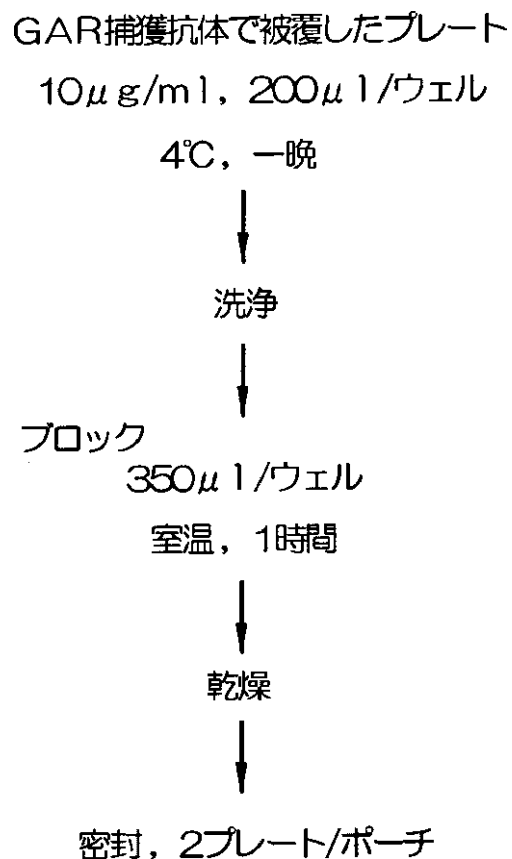 GAR捕獲抗体で被覆したプレート
10μg/ml, 200μl/ウェル
4℃, 一晩
洗浄
ブロック
350μl/ウェル
室温, 1時間
乾燥
密封, 2プレート/ポーチ